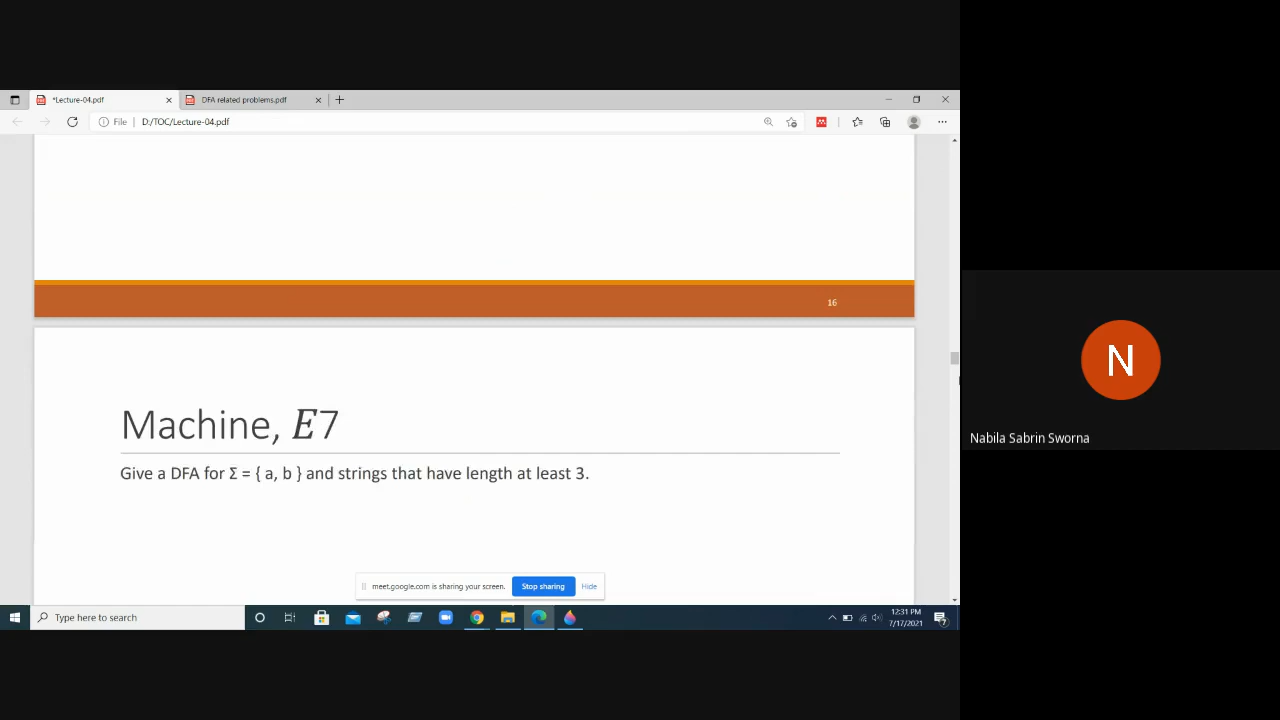 *Lecture-04.pdf
DFA related problems.pdf
File
D:/TOC/Lecture-04.pdf
16
Machine, E7
Give a DFA for Σ = { a, b } and strings that have length at least 3.
N
Nabila Sabrin Sworna
meet.google.com is sharing your screen.
Stop sharing
Hide
Type here to search
12:31 PM
7/17/2021
7